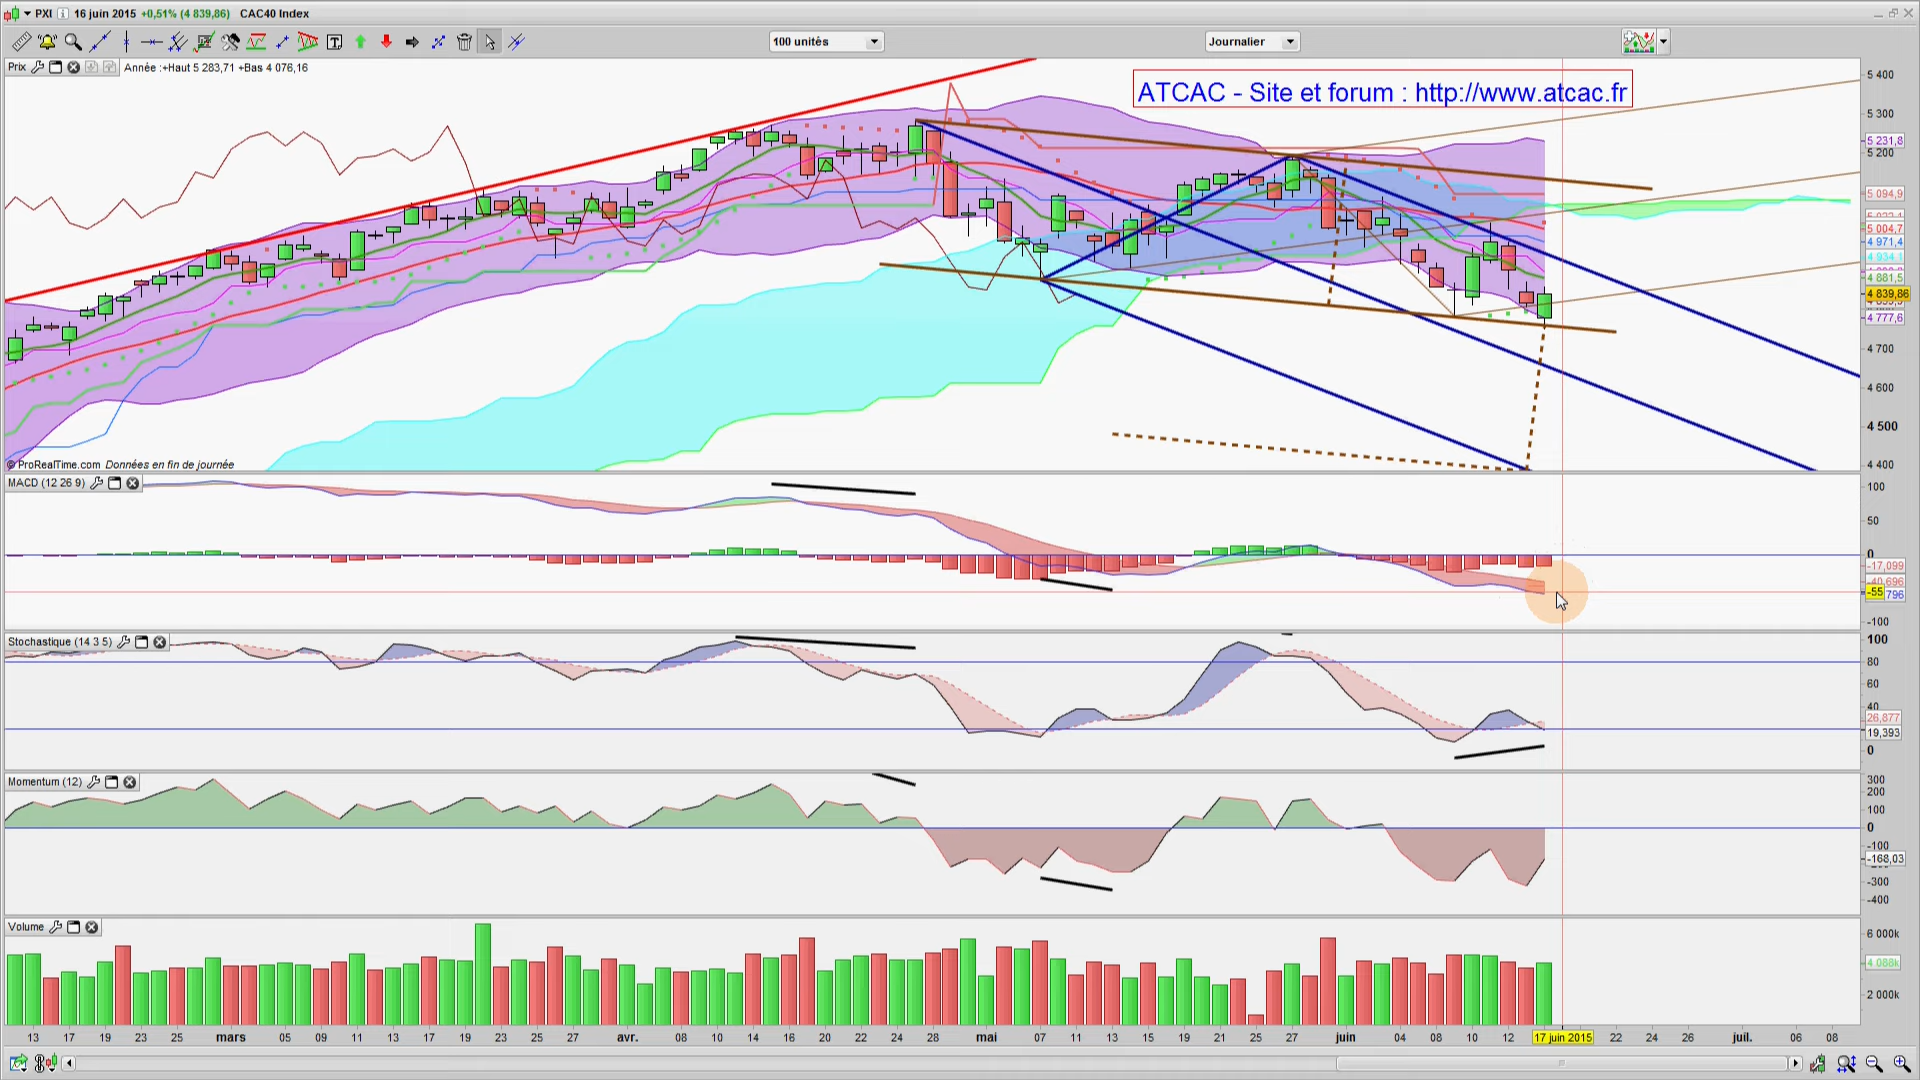 PXI 16 juin 2015 +0,51% (4 839,86) CAC40 Index
100 unités
Journalier
Prix Année :+Haut 5 283,71 +Bas 4 076,16
ATCAC - Site et forum : http://www.atcac.fr
5 400
5 300
5 231,8
5 200
5 094,9
5 004,7
4 971,4
4 934,1
4 881,5
4 839,86
4 777,6
4 700
4 600
4 500
4 400
© ProRealTime.com Données en fin de journée
MACD (12 26 9)
100
50
0
-17,099
-40,696
-55 796
-100
Stochastique (14 3 5)
100
80
60
40
26,877
19,393
0
Momentum (12)
300
200
100
0
-100
-168,03
-300
-400
Volume
6 000k
4 088k
2 000k
13 17 19 23 25 mars 05 09 11 13 17 19 23 25 27 avr. 08 10 14 16 20 22 24 28 mai 07 11 13 15 19 21 25 27 juin 04 08 10 12 17 juin 2015 22 24 26 juil. 06 08